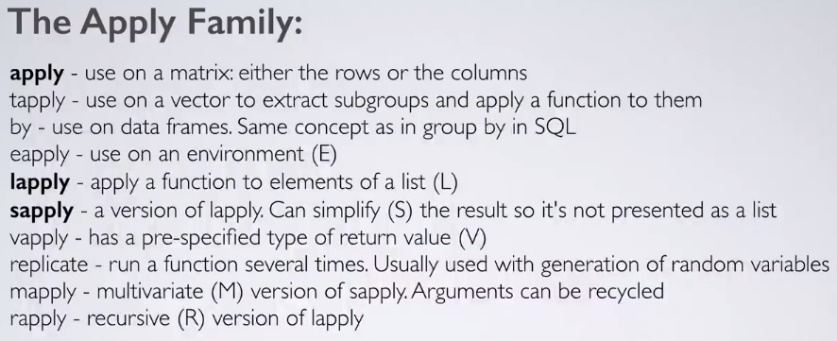 The Apply Family:
apply - use on a matrix: either the rows or the columns
tapply - use on a vector to extract subgroups and apply a function to them
by - use on data frames. Same concept as in group by in SQL
eapply - use on an environment (E)
lapply - apply a function to elements of a list (L)
sapply - a version of lapply. Can simplify (S) the result so it's not presented as a list
vapply - has a pre-specified type of return value (V)
replicate - run a function several times. Usually used with generation of random variables
mapply - multivariate (M) version of sapply. Arguments can be recycled
rapply - recursive (R) version of lapply